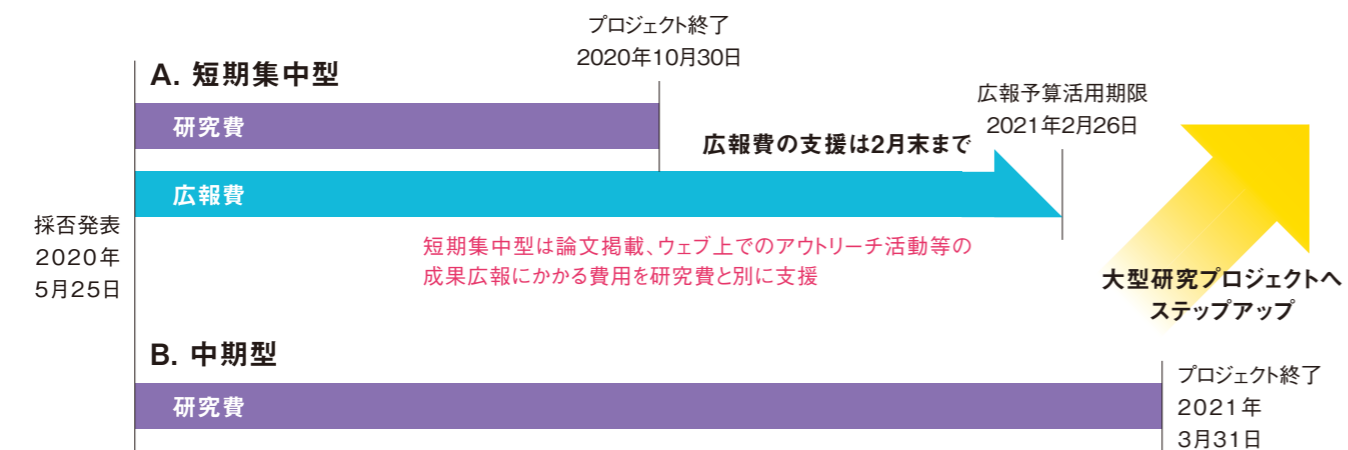 プロジェクト終了
2020年10月30日
A. 短期集中型
広報予算活用期限
2021年2月26日
研究費
広報費の支援は2月末まで
広報費
採否発表
2020年
5月25日
短期集中型は論文掲載、ウェブ上でのアウトリーチ活動等の
成果広報にかかる費用を研究費と別に支援
大型研究プロジェクトへ
ステップアップ
B. 中期型
プロジェクト終了
2021年
3月31日
研究費